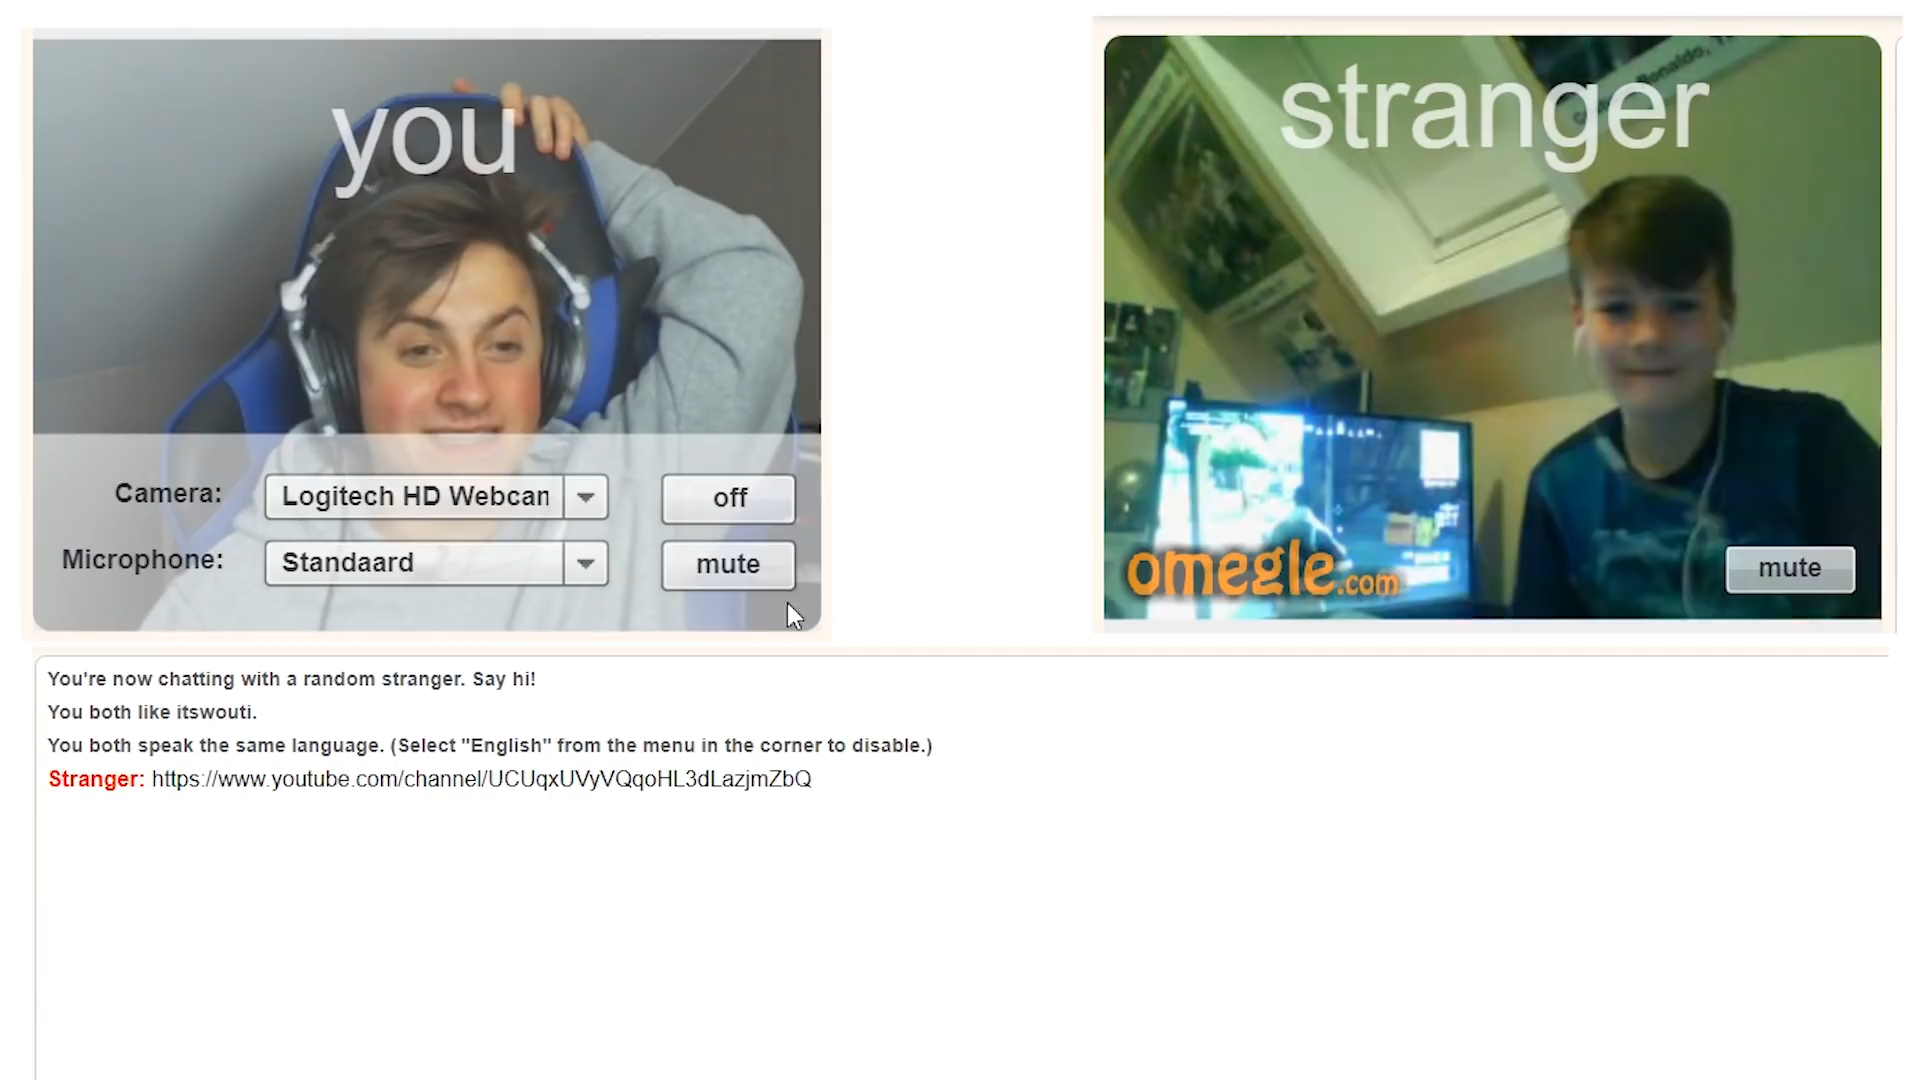 you
stranger
onaldo,
Camera:
Logitech HD Webcan
off
Microphone:
Standaard
mute
omegle.com
mute
You're now chatting with a random stranger. Say hi!
You both like itswouti.
You both speak the same language. (Select "English" from the menu in the corner to disable.)
Stranger: https://www.youtube.com/channel/UCUqxUVyVQqoHL3dLazjmZbQ